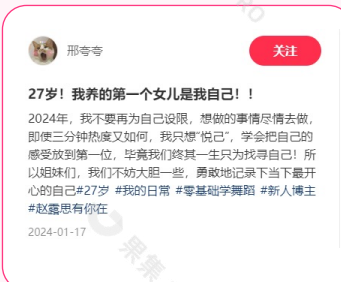 邢夸夸
关注
27岁！我养的第一个女儿是我自己！！
2024年，我不要再为自己设限，想做的事情尽情去做，
即使三分钟热度又如何，我只想“悦己”，学会把自己的
感受放到第一位，毕竟我们终其一生只为找寻自己！所
以姐妹们，我们不妨大胆一些，勇敢地记录下当下最开
心的自己#27岁 #我的日常 #零基础学舞蹈 #新人博主
#赵露思有你在
2024-01-17
果集